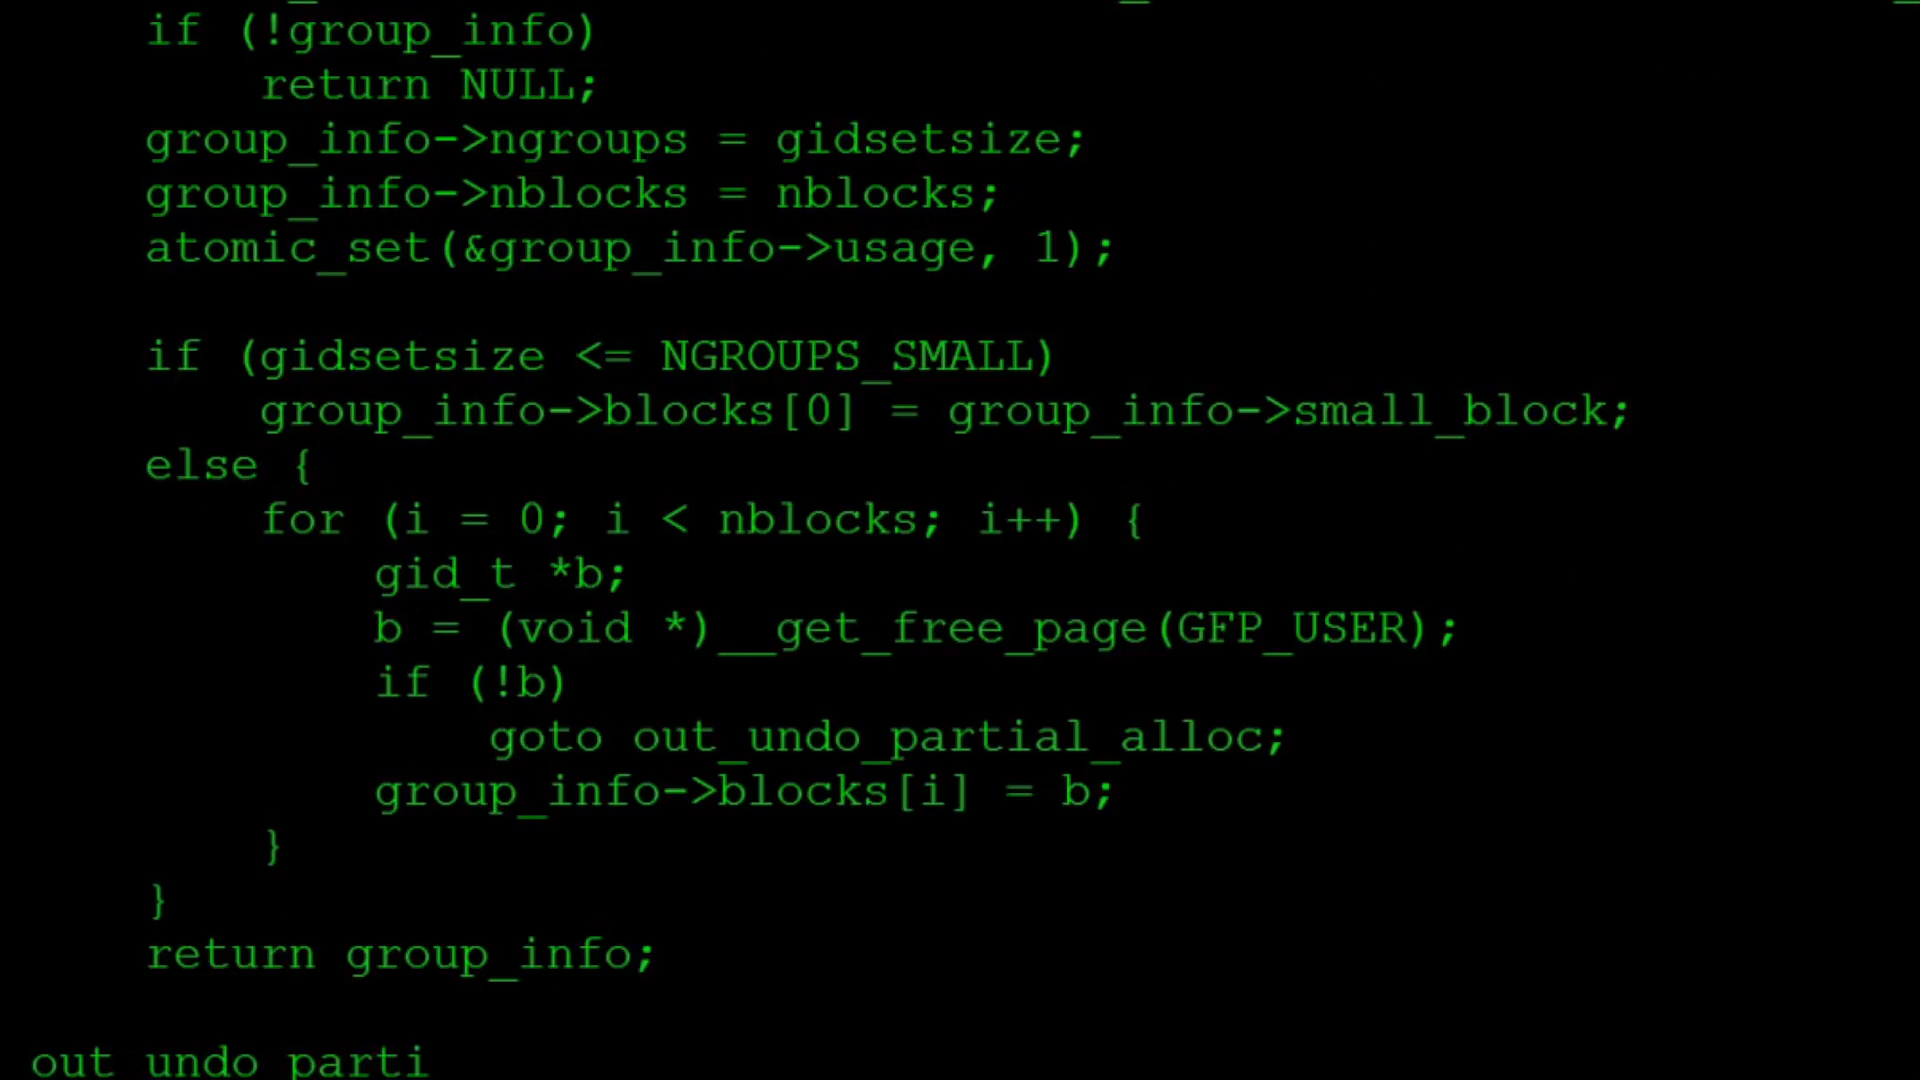 if (!group_info)
return NULL;
group_info->ngroups = gidsetsize;
group_info->nblocks = nblocks;
atomic_set(&group_info->usage, 1);
if (gidsetsize <= NGROUPS_SMALL)
group_info->blocks[0] = group_info->small_block;
else {
for (i = 0; i < nblocks; i++) {
gid_t *b;
b = (void *)__get_free_page(GFP_USER);
if (!b)
goto out_undo_partial_alloc;
group_info->blocks[i] = b;
}
}
return group_info;
out_undo_parti